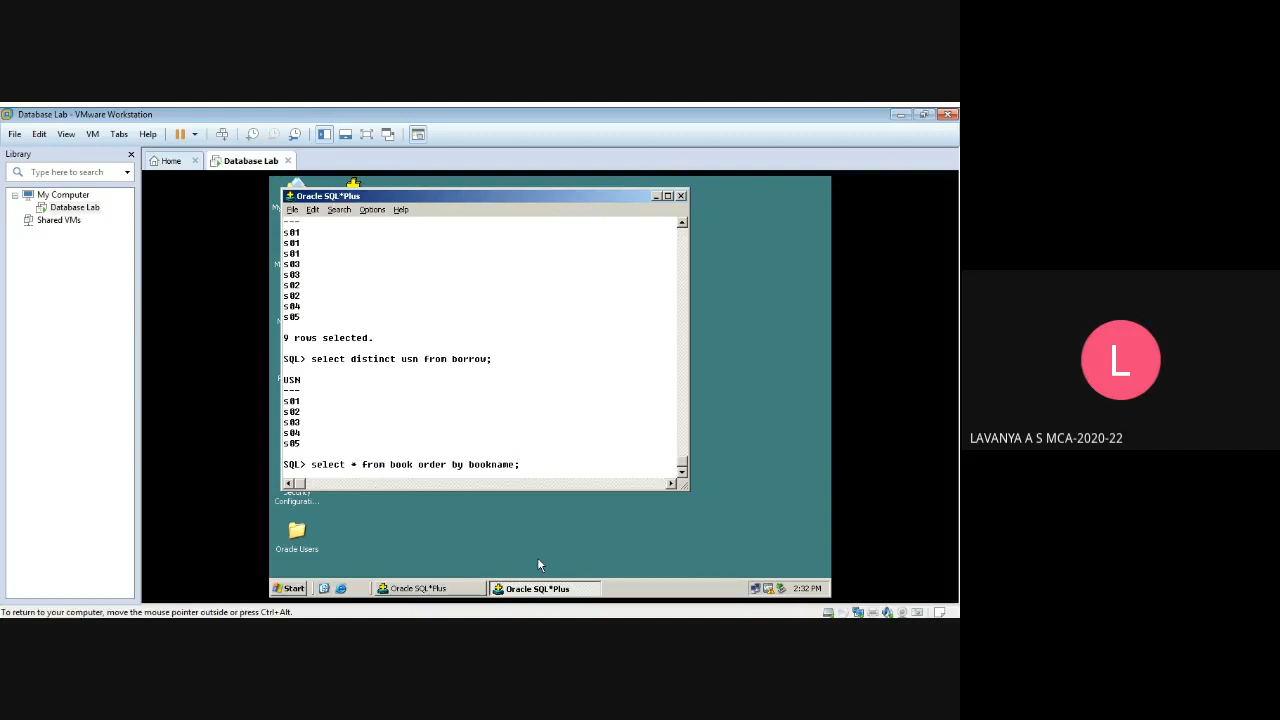 Database Lab - VMware Workstation
File Edit View VM Tabs Help
Library
Type here to search
My Computer
Database Lab
Shared VMs
Home
Database Lab
Oracle SQL*Plus
File Edit Search Options Help
---
s01
s01
s01
s03
s03
s02
s02
s04
s05
9 rows selected.
SQL> select distinct usn from borrow;
USN
---
s01
s02
s03
s04
s05
SQL> select * from book order by bookname;
Configurati...
Oracle Users
Start
Oracle SQL*Plus
Oracle SQL*Plus
2:32 PM
To return to your computer, move the mouse pointer outside or press Ctrl+Alt.
L
LAVANYA A S MCA-2020-22